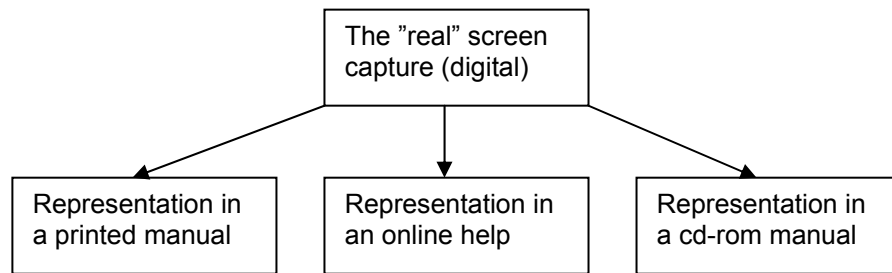 The ”real” screen
capture (digital)
Representation in
a printed manual
Representation in
an online help
Representation in
a cd-rom manual